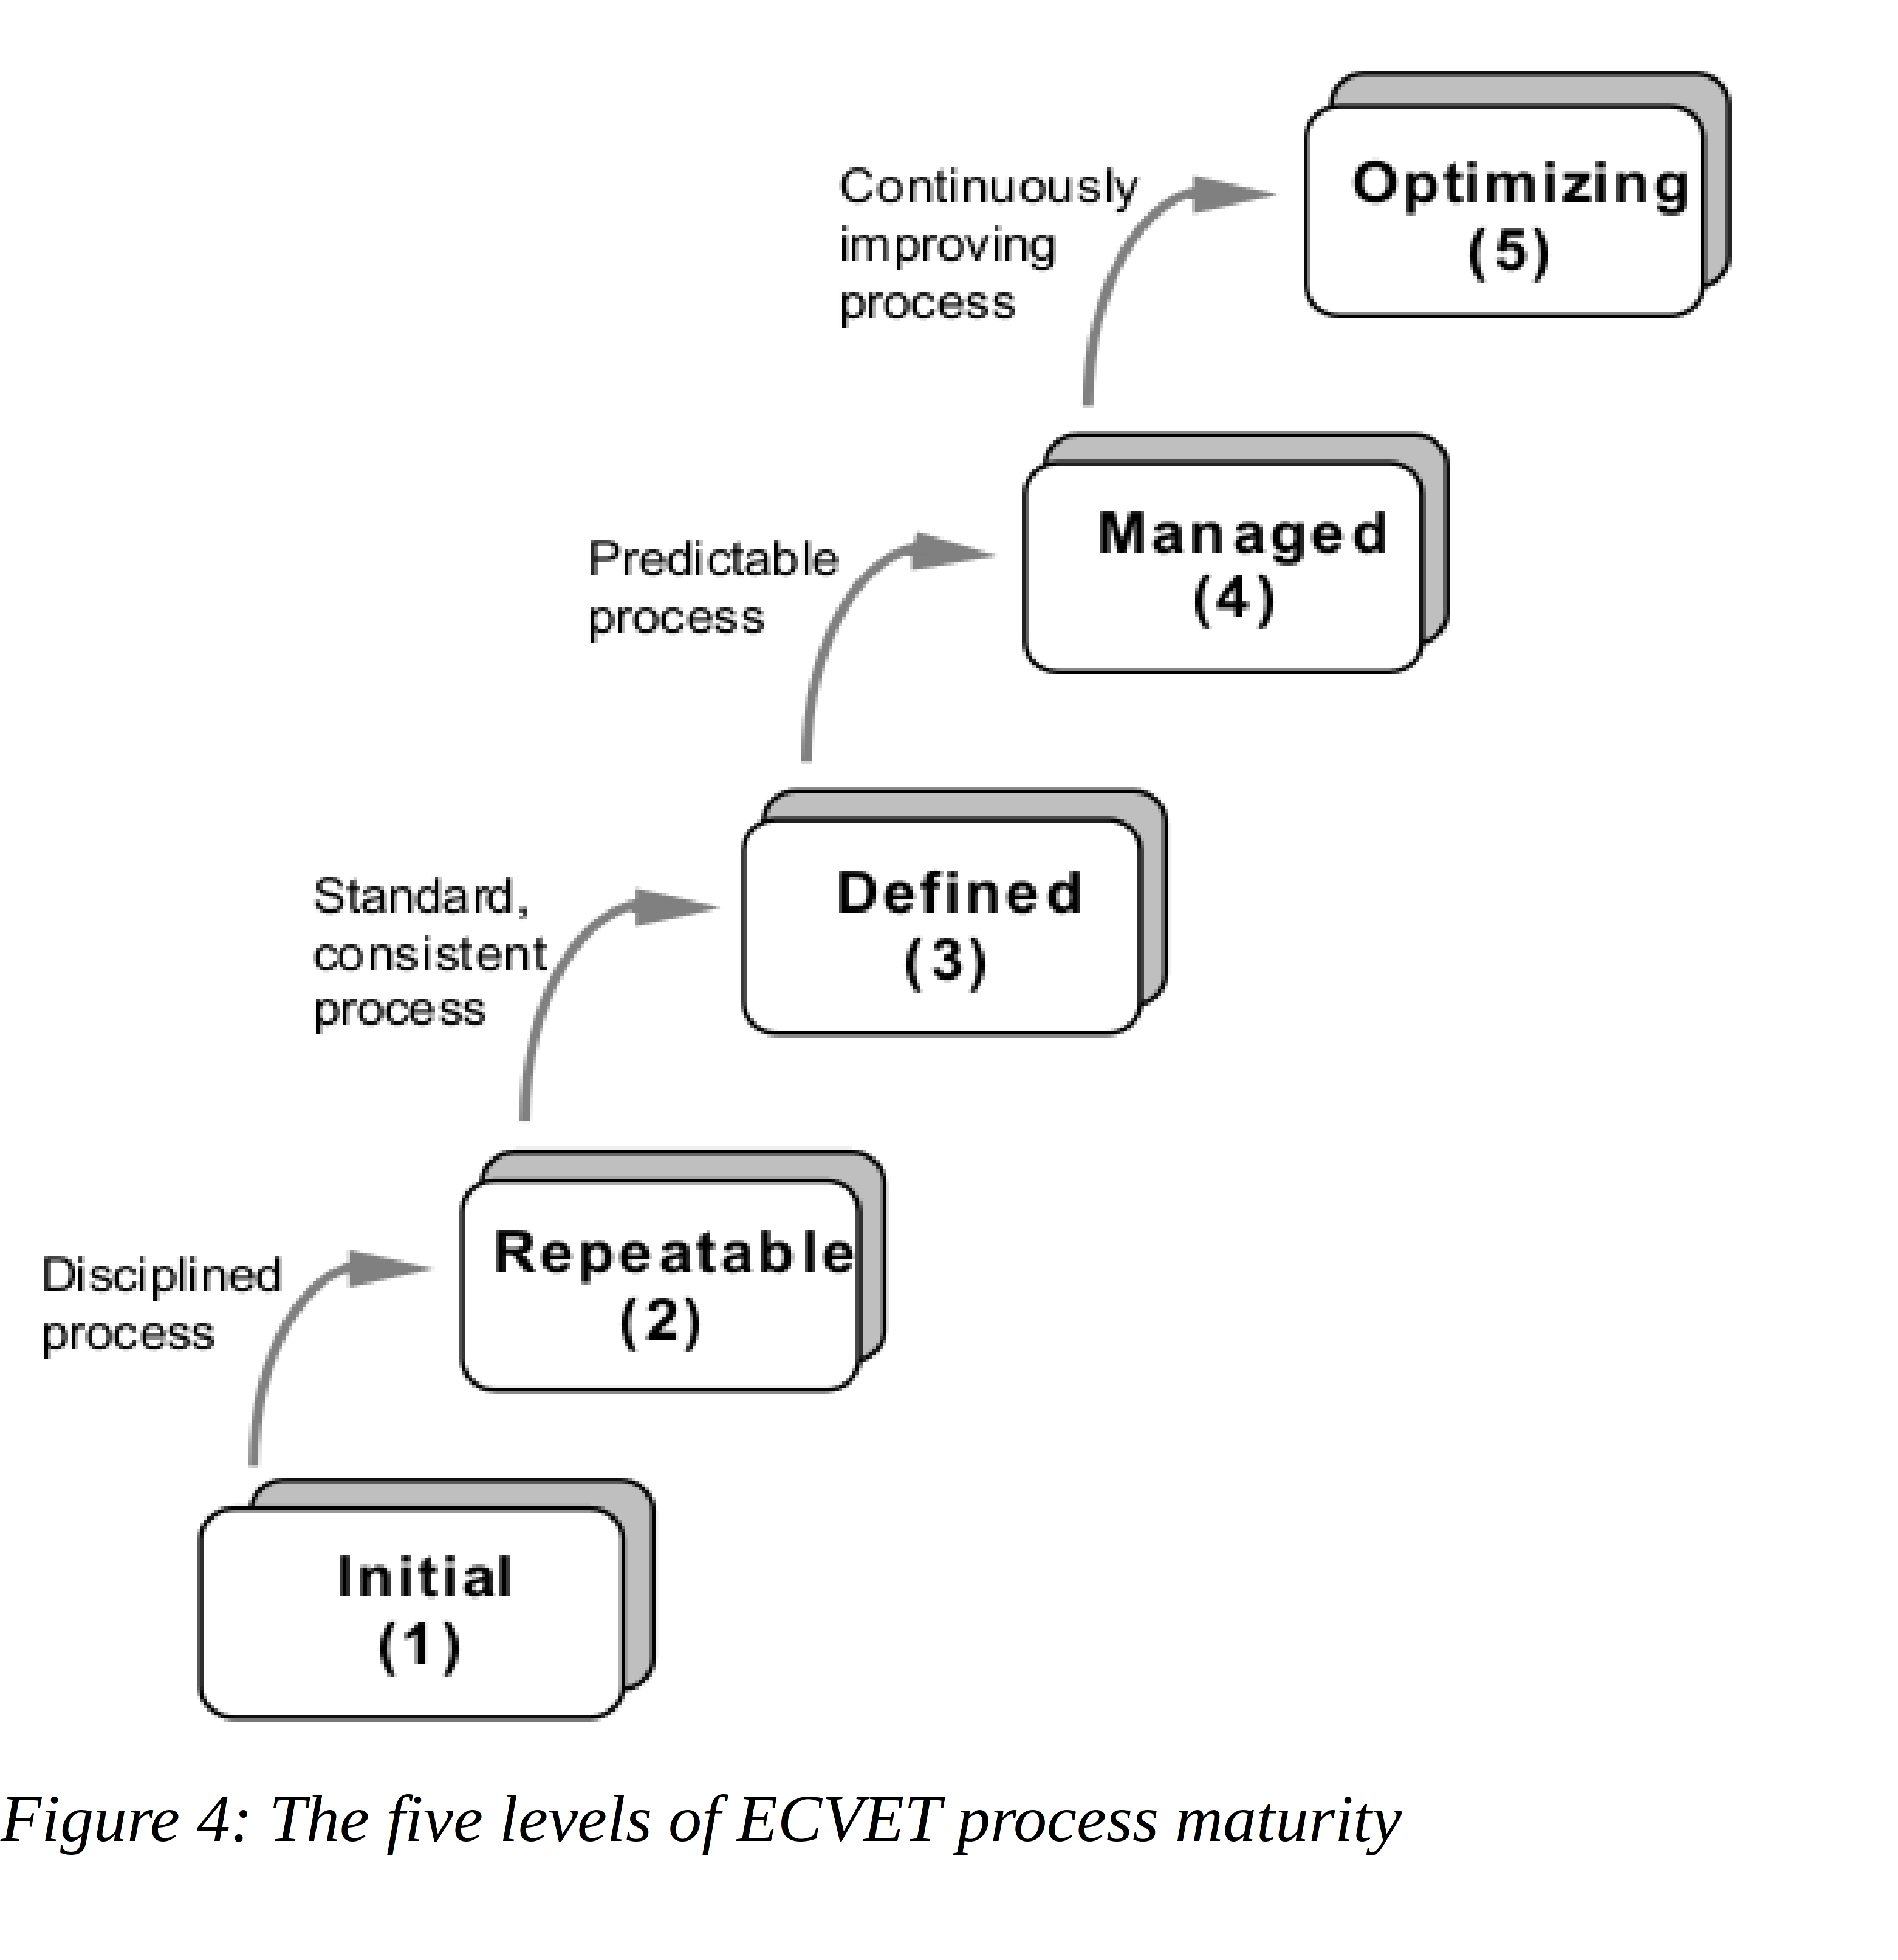 Continuously
improving
process
Optimizing
(5)
Predictable
process
Managed
(4)
Standard,
consistent
process
Defined
(3)
Disciplined
process
Repeatable
(2)
Initial
(1)
Figure 4: The five levels of ECVET process maturity